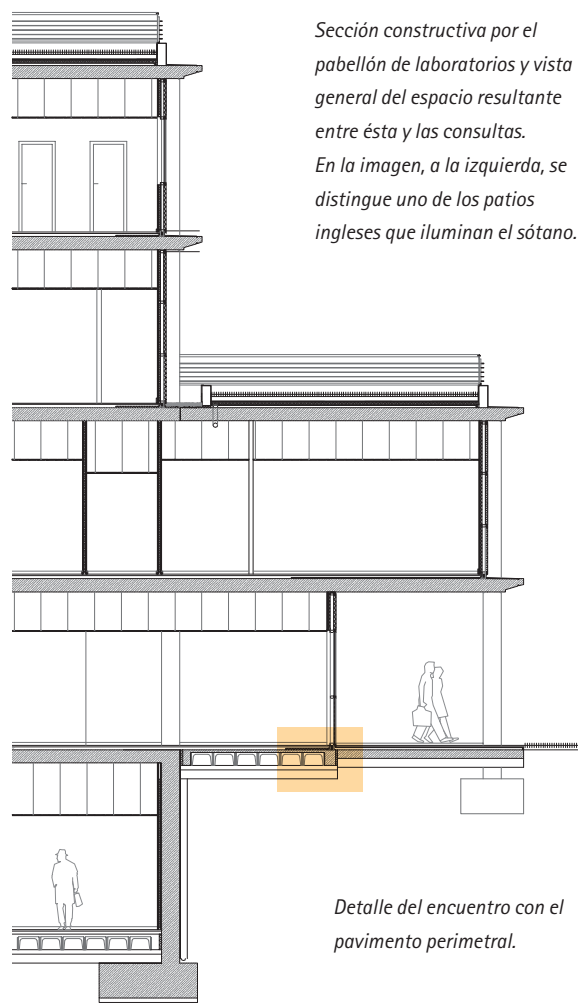 Sección constructiva por el
pabellón de laboratorios y vista
general del espacio resultante
entre ésta y las consultas.
En la imagen, a la izquierda, se
distingue uno de los patios
ingleses que iluminan el sótano.
Detalle del encuentro con el
pavimento perimetral.